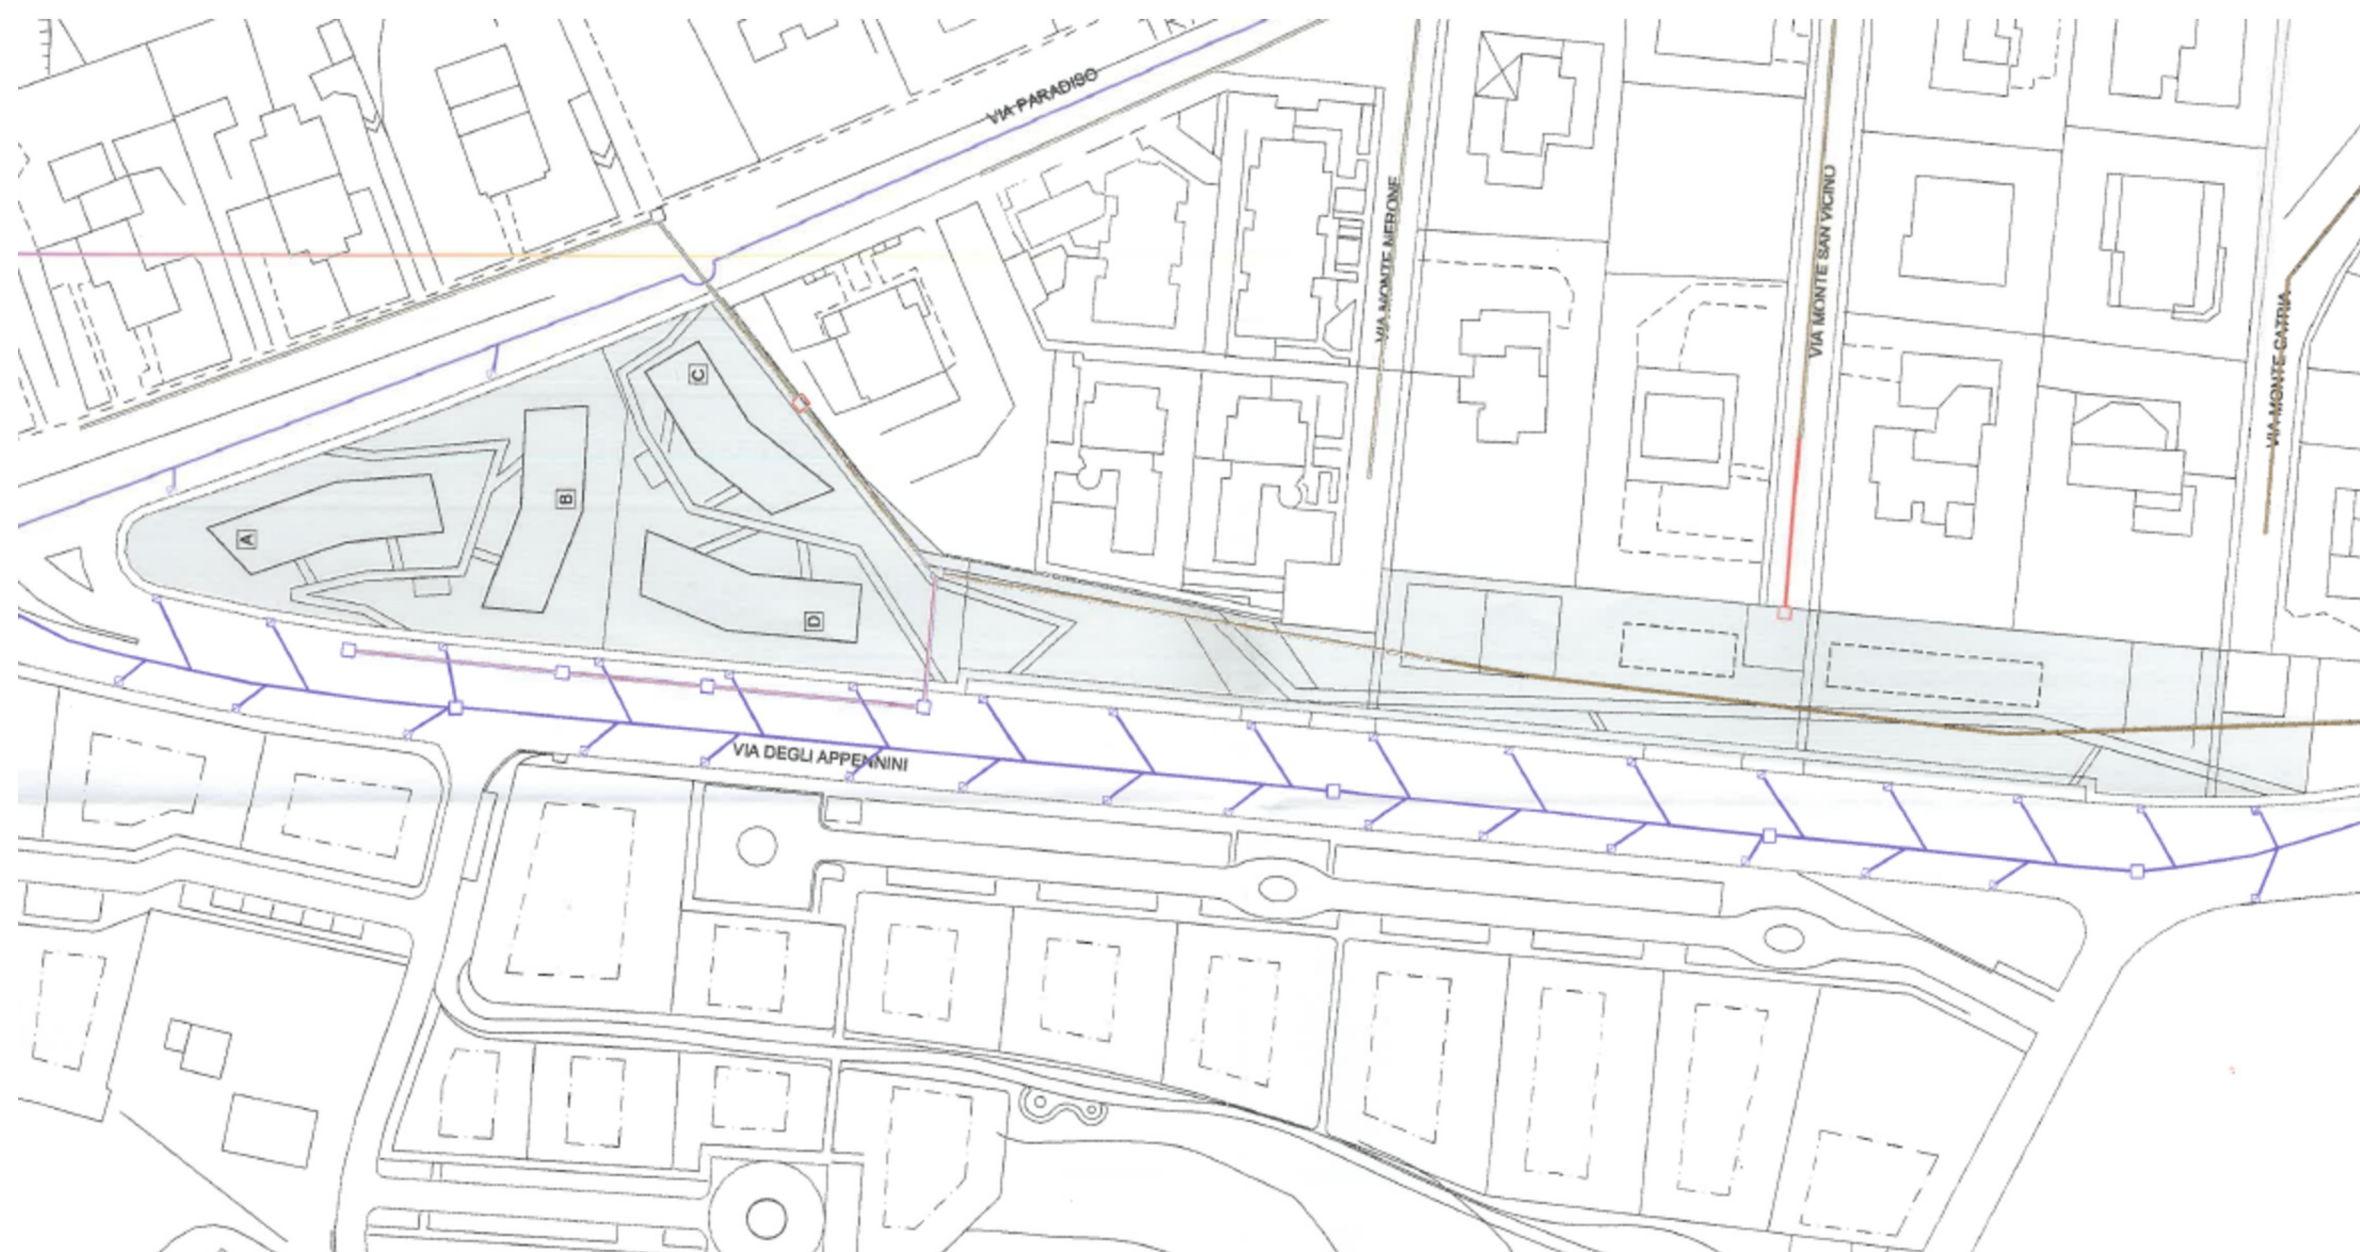 VIA PARADISO
VIA MONTE NERONE
VIA MONTE SAN VICINO
VIA MONTE CATRIA
C
B
A
D
VIA DEGLI APPENNINI